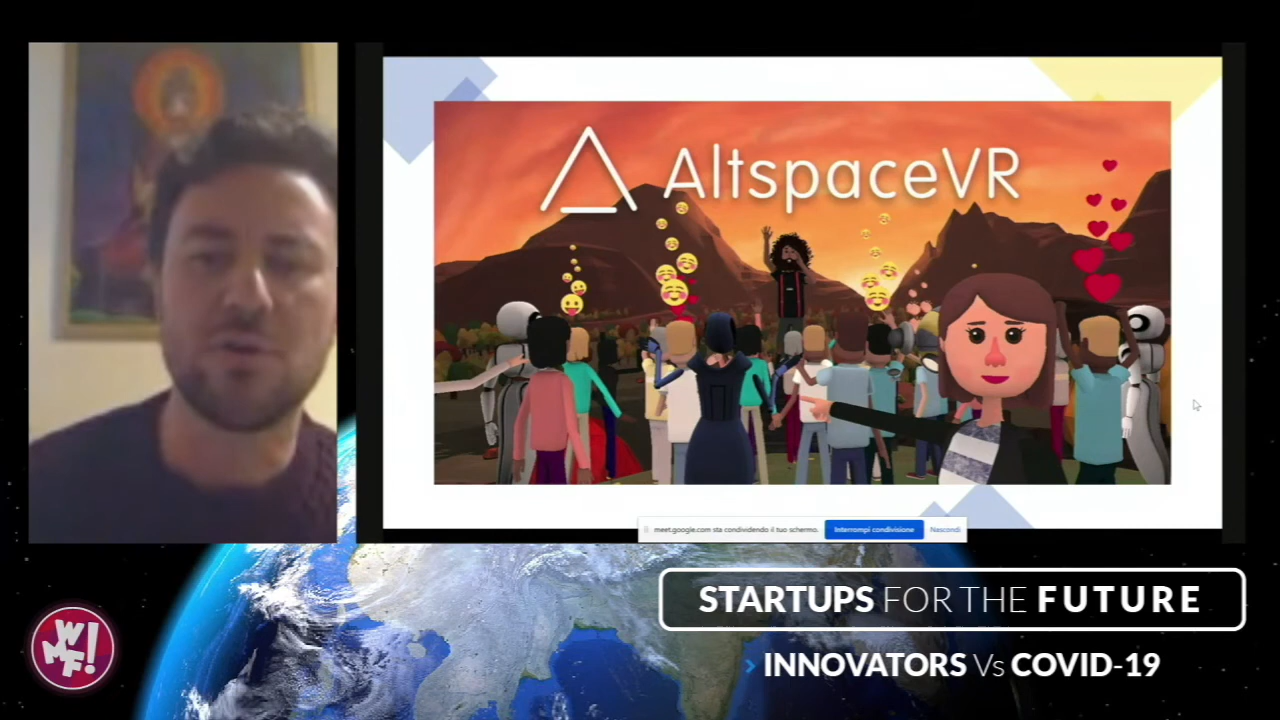 AltspaceVR
meet.google.com sta condividendo il tuo schermo. Interrompi condivisione Nascondi
STARTUPS FOR THE FUTURE
WMF!
› INNOVATORS Vs COVID-19